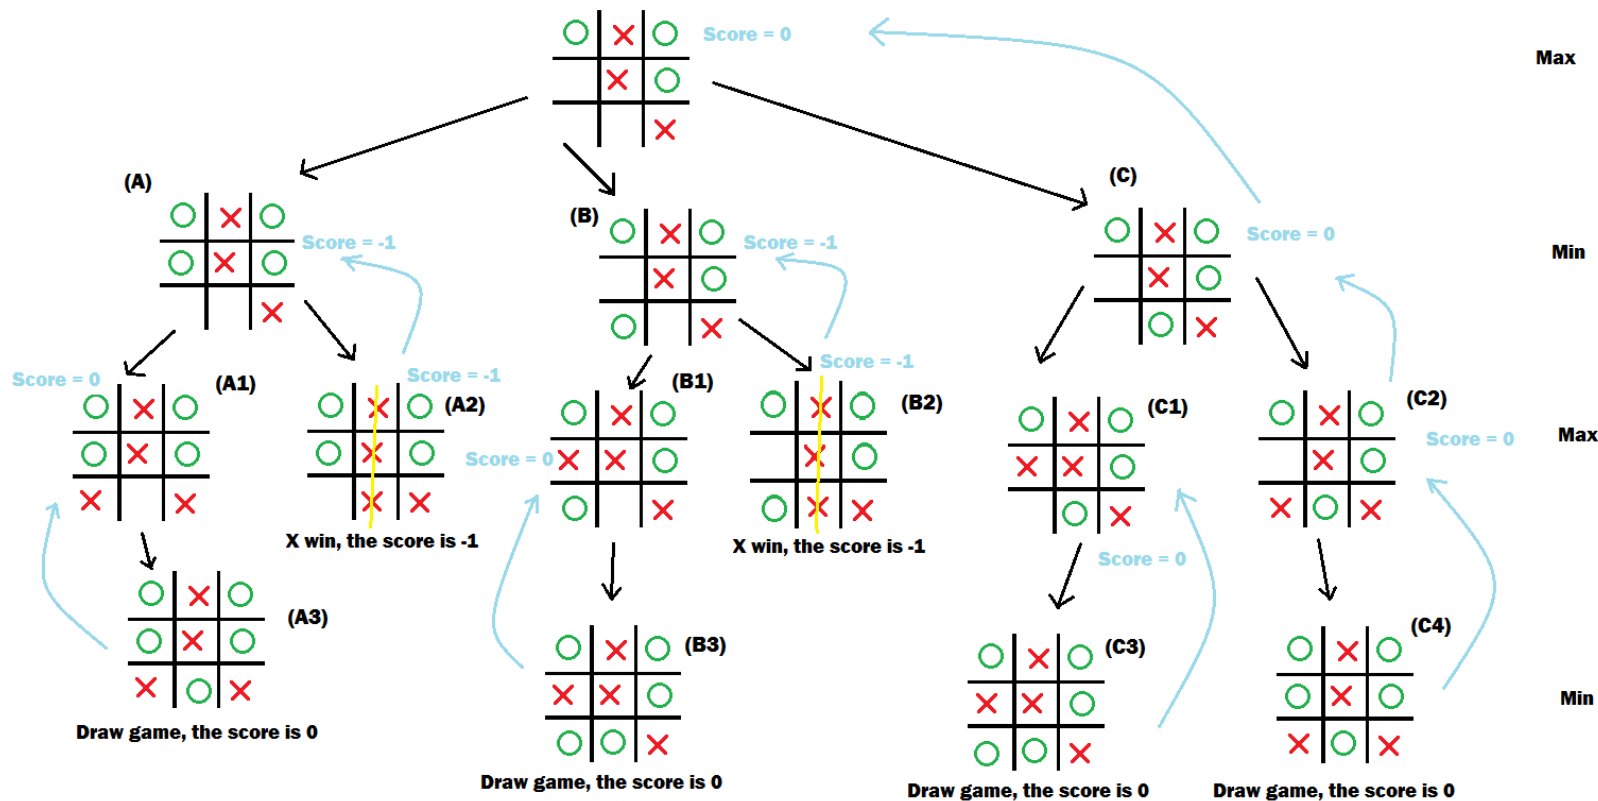 Score = 0
Max
(A)
(B)
(C)
Score = -1
Score = -1
Score = 0
Min
Score = 0
(A1)
Score = -1
(A2)
(B1)
Score = -1
(B2)
(C1)
(C2)
Score = 0
Score = 0
Max
X win, the score is -1
X win, the score is -1
Score = 0
(A3)
(B3)
(C3)
(C4)
Min
Draw game, the score is 0
Draw game, the score is 0
Draw game, the score is 0
Draw game, the score is 0